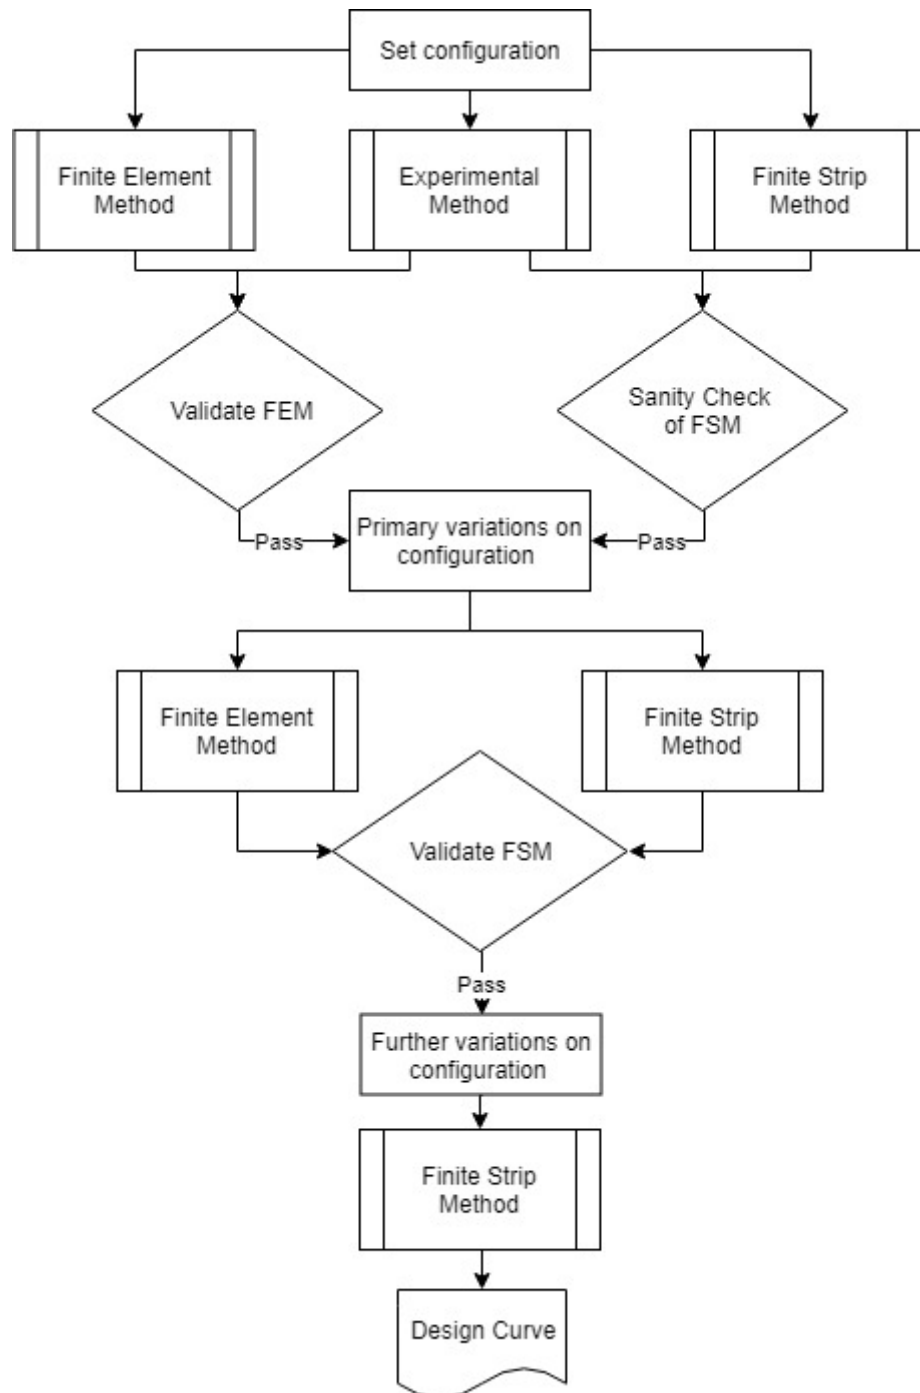 Set configuration
Finite Element
Method
Experimental
Method
Finite Strip
Method
Validate FEM
Sanity Check
of FSM
Pass
Primary variations on
configuration
Pass
Finite Element
Method
Finite Strip
Method
Validate FSM
Pass
Further variations on
configuration
Finite Strip
Method
Design Curve